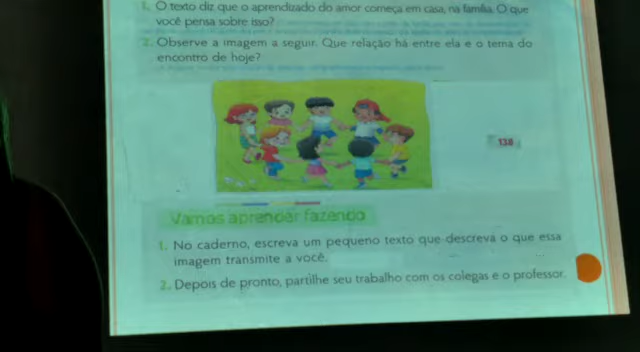 1. O texto diz que o aprendizado do amor começa em casa, na família. O que
você pensa sobre isso?
2. Observe a imagem a seguir. Que relação há entre ela e o tema do
encontro de hoje?
138
Vamos aprender fazendo
1. No caderno, escreva um pequeno texto que descreva o que essa
imagem transmite a você.
2. Depois de pronto, partilhe seu trabalho com os colegas e o professor.